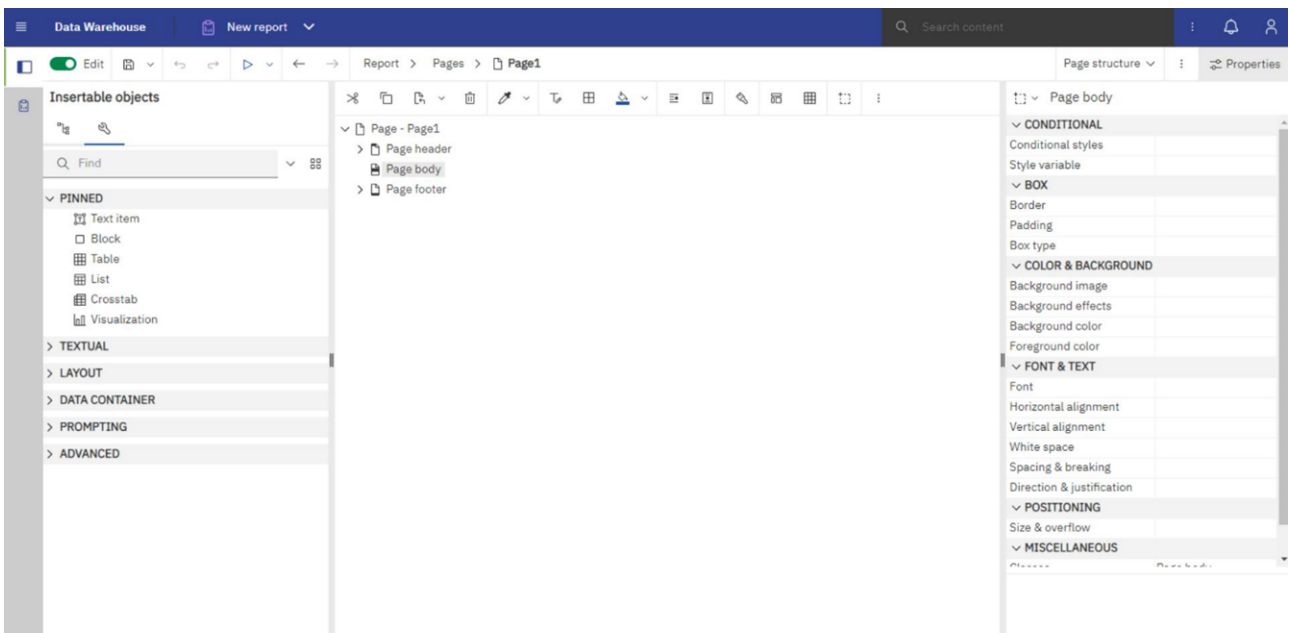 Data Warehouse
New report
Search content
Edit
Report > Pages > Page1
Page structure
Properties
Insertable objects
Find
PINNED
Text item
Block
Table
List
Crosstab
Visualization
TEXTUAL
LAYOUT
DATA CONTAINER
PROMPTING
ADVANCED
Page - Page1
Page header
Page body
Page footer
Page body
CONDITIONAL
Conditional styles
Style variable
BOX
Border
Padding
Box type
COLOR & BACKGROUND
Background image
Background effects
Background color
Foreground color
FONT & TEXT
Font
Horizontal alignment
Vertical alignment
White space
Spacing & breaking
Direction & justification
POSITIONING
Size & overflow
MISCELLANEOUS